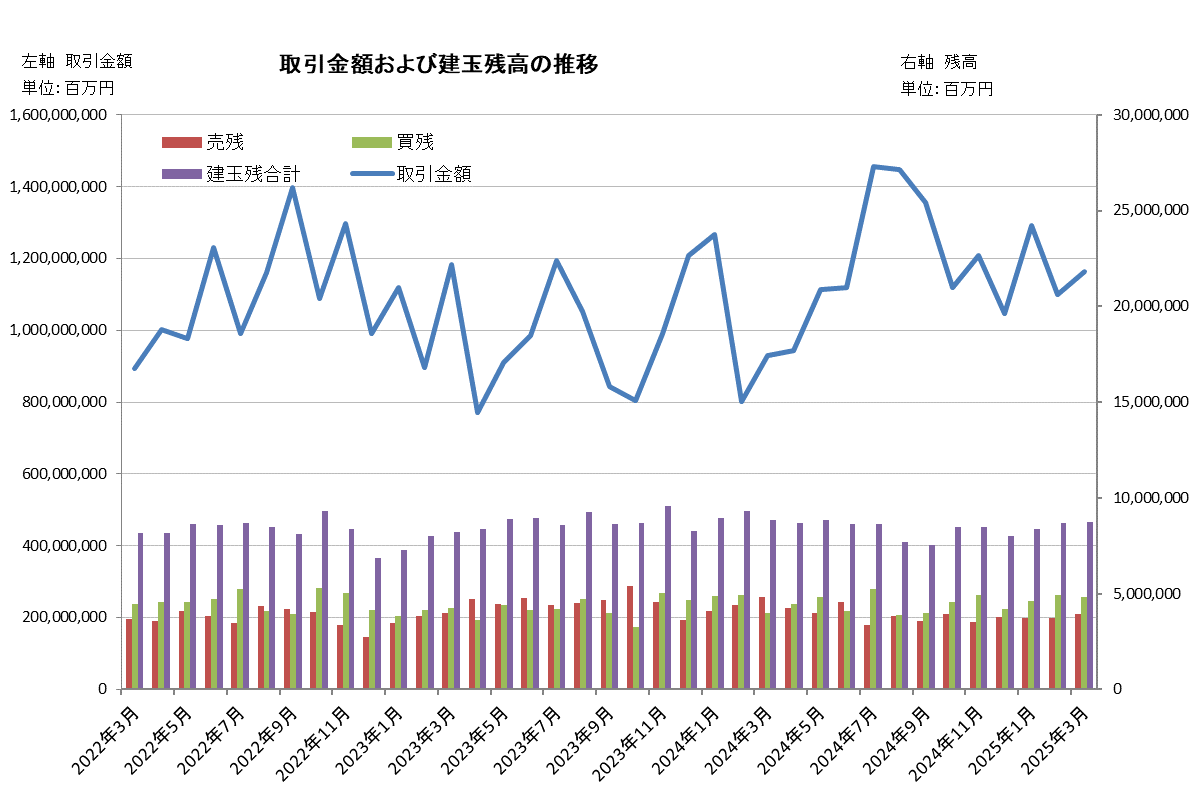 取引金額および建玉残高の推移
左軸 取引金額
単位: 百万円
右軸 残高
単位: 百万円
売残
買残
建玉残合計
取引金額
1,600,000,000
1,400,000,000
1,200,000,000
1,000,000,000
800,000,000
600,000,000
400,000,000
200,000,000
0
30,000,000
25,000,000
20,000,000
15,000,000
10,000,000
5,000,000
0
2022年3月
2022年5月
2022年7月
2022年9月
2022年11月
2023年1月
2023年3月
2023年5月
2023年7月
2023年9月
2023年11月
2024年1月
2024年3月
2024年5月
2024年7月
2024年9月
2024年11月
2025年1月
2025年3月